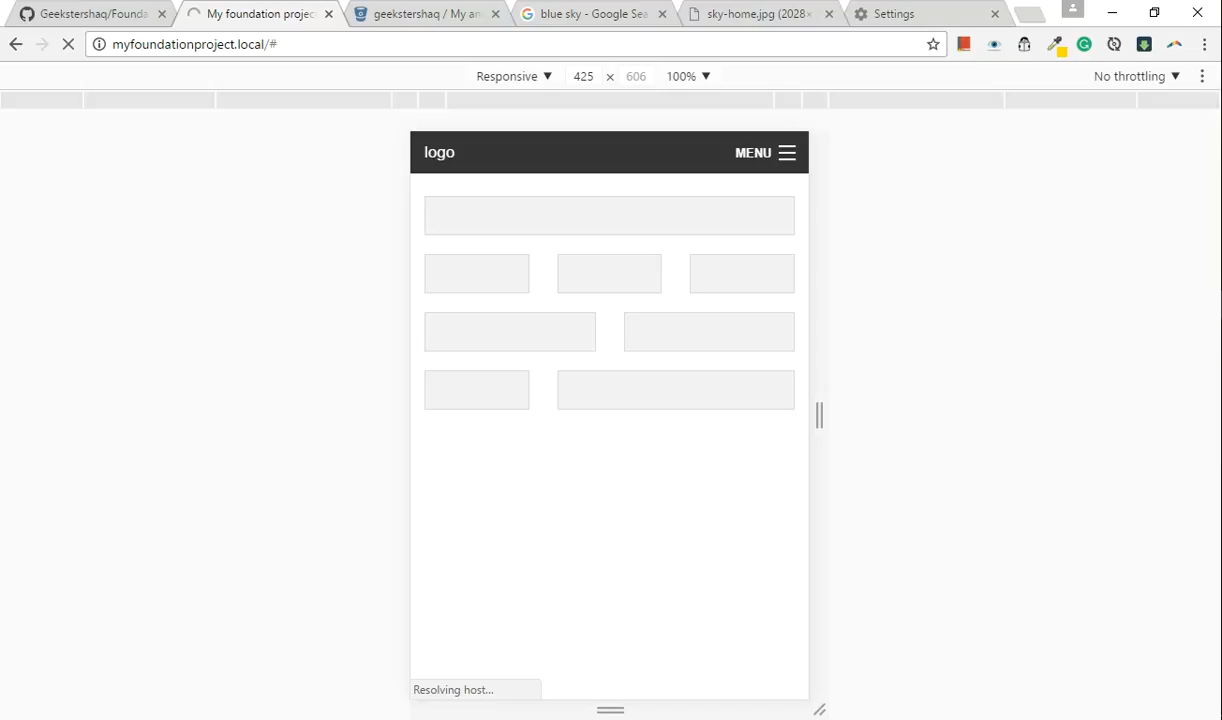 Geekstershaq/Founda
My foundation projec
geekstershaq / My an
blue sky - Google Sea
sky-home.jpg (2028×
Settings
myfoundationproject.local/#
Responsive ▼ 425 × 606 100% ▼ No throttling ▼
logo MENU
Resolving host...